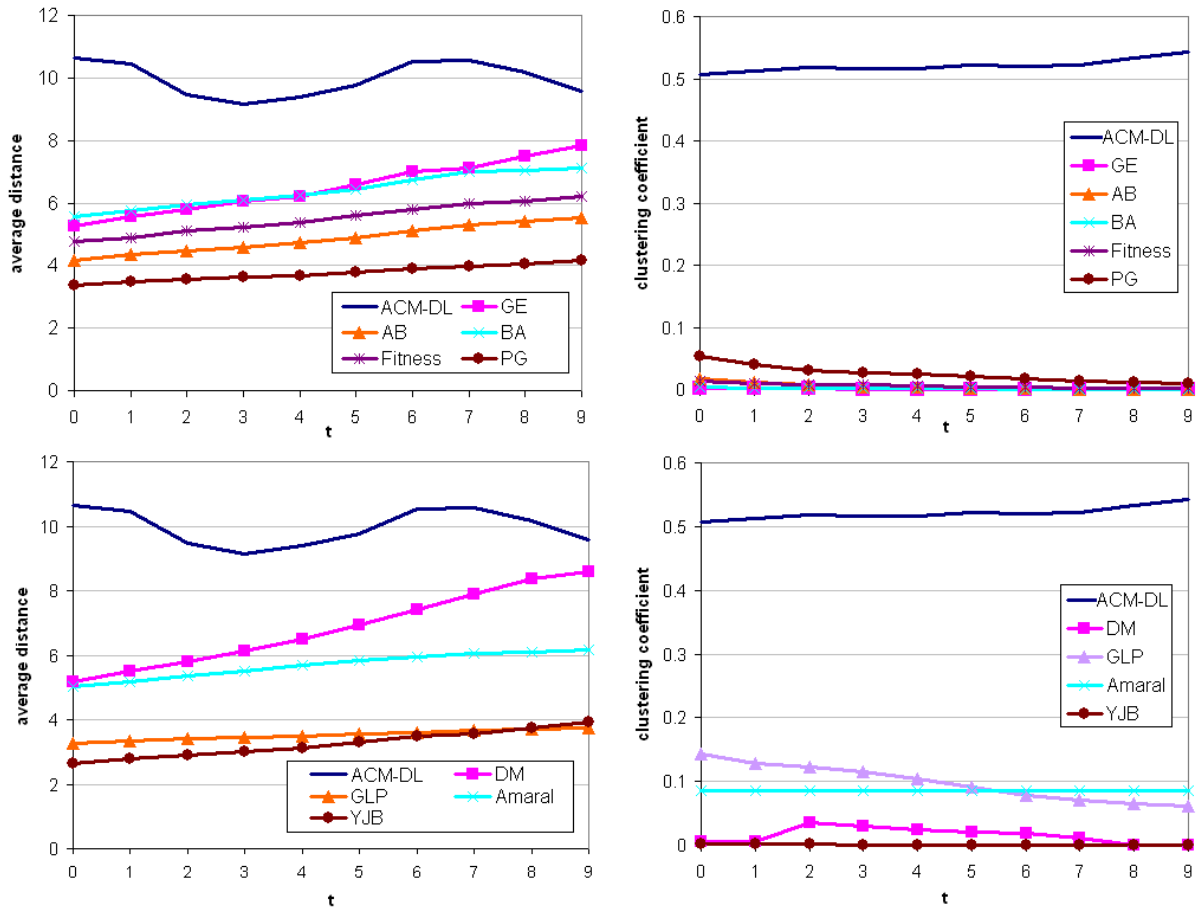 12
10
8
6
4
2
0
average distance
0 1 2 3 4 5 6 7 8 9
t
ACM-DL GE
AB BA
Fitness PG
0.6
0.5
0.4
0.3
0.2
0.1
0
clustering coefficient
0 1 2 3 4 5 6 7 8 9
t
ACM-DL
GE
AB
BA
Fitness
PG
12
10
8
6
4
2
0
average distance
0 1 2 3 4 5 6 7 8 9
t
ACM-DL DM
GLP Amaral
YJB
0.6
0.5
0.4
0.3
0.2
0.1
0
clustering coefficient
0 1 2 3 4 5 6 7 8 9
t
ACM-DL
DM
GLP
Amaral
YJB